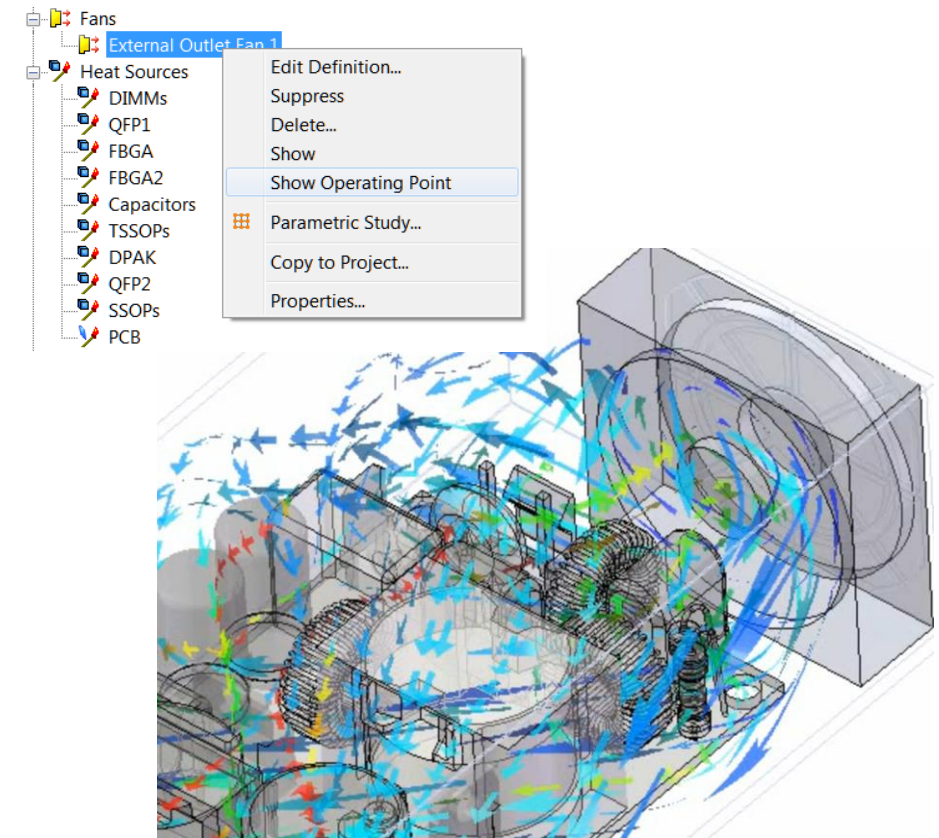 Fans
External Outlet Fan 1
Heat Sources
DIMMs
QFP1
FBGA
FBGA2
Capacitors
TSSOPs
DPAK
QFP2
SSOPs
PCB
Edit Definition...
Suppress
Delete...
Show
Show Operating Point
Parametric Study...
Copy to Project...
Properties...